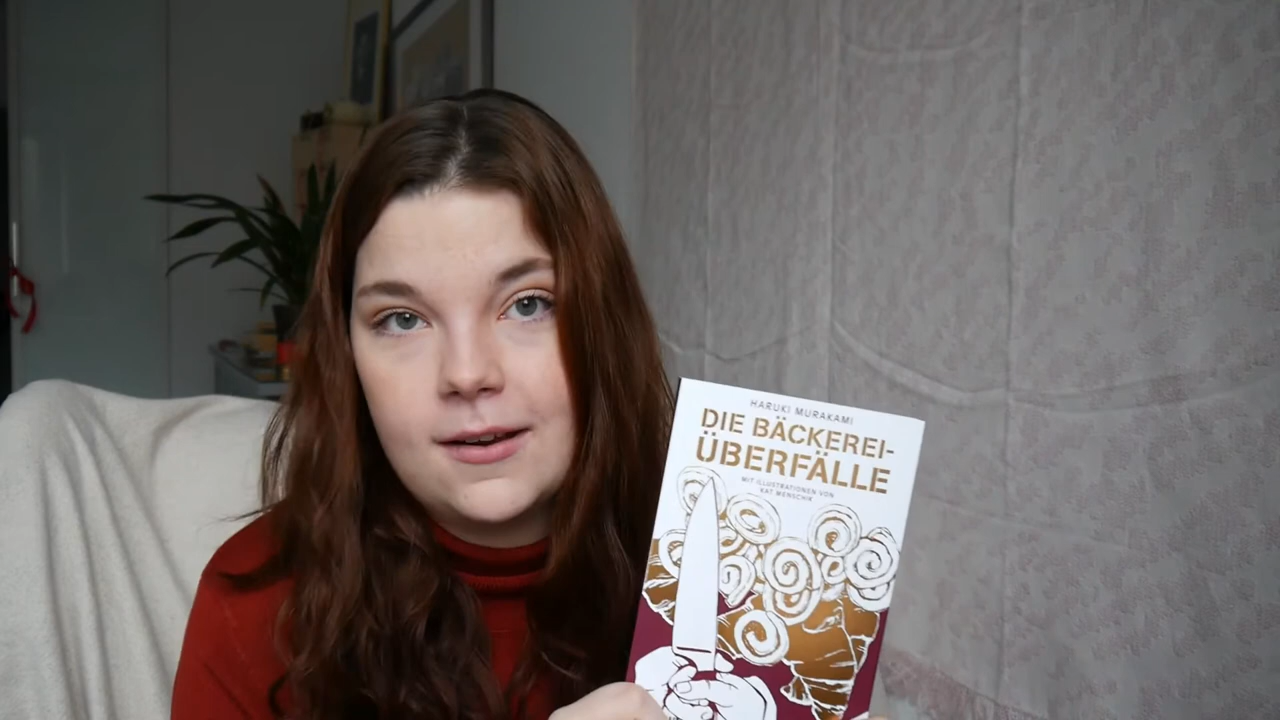 HARUKI MURAKAMI
DIE BÄCKEREI-
ÜBERFÄLLE
MIT ILLUSTRATIONEN VON
KAT MENSCHIK